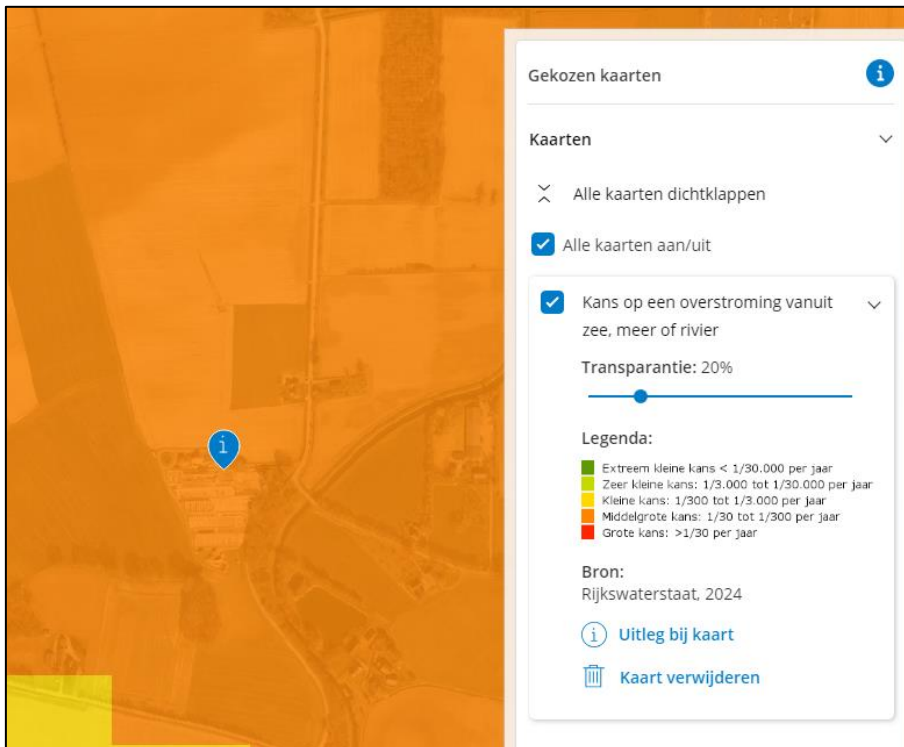 Gekozen kaarten
Kaarten
Alle kaarten dichtklappen
Alle kaarten aan/uit
Kans op een overstroming vanuit
zee, meer of rivier
Transparantie: 20%
Legenda:
Extreem kleine kans < 1/30.000 per jaar
Zeer kleine kans: 1/3.000 tot 1/30.000 per jaar
Kleine kans: 1/300 tot 1/3.000 per jaar
Middelgrote kans: 1/30 tot 1/300 per jaar
Grote kans: >1/30 per jaar
Bron:
Rijkswaterstaat, 2024
Uitleg bij kaart
Kaart verwijderen